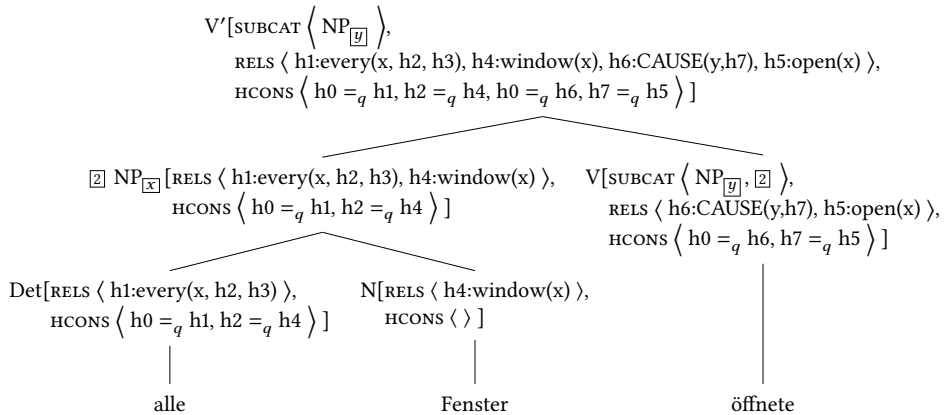 V′[SUBCAT ⟨ NP[y] ⟩,
RELS ⟨ h1:every(x, h2, h3), h4:window(x), h6:CAUSE(y,h7), h5:open(x) ⟩,
HCONS ⟨ h0 =q h1, h2 =q h4, h0 =q h6, h7 =q h5 ⟩ ]
[2] NP[x] [RELS ⟨ h1:every(x, h2, h3), h4:window(x) ⟩,
HCONS ⟨ h0 =q h1, h2 =q h4 ⟩ ]
V[SUBCAT ⟨ NP[y], [2] ⟩,
RELS ⟨ h6:CAUSE(y,h7), h5:open(x) ⟩,
HCONS ⟨ h0 =q h6, h7 =q h5 ⟩ ]
Det[RELS ⟨ h1:every(x, h2, h3) ⟩,
HCONS ⟨ h0 =q h1, h2 =q h4 ⟩ ]
N[RELS ⟨ h4:window(x) ⟩,
HCONS ⟨ ⟩ ]
alle Fenster öffnete